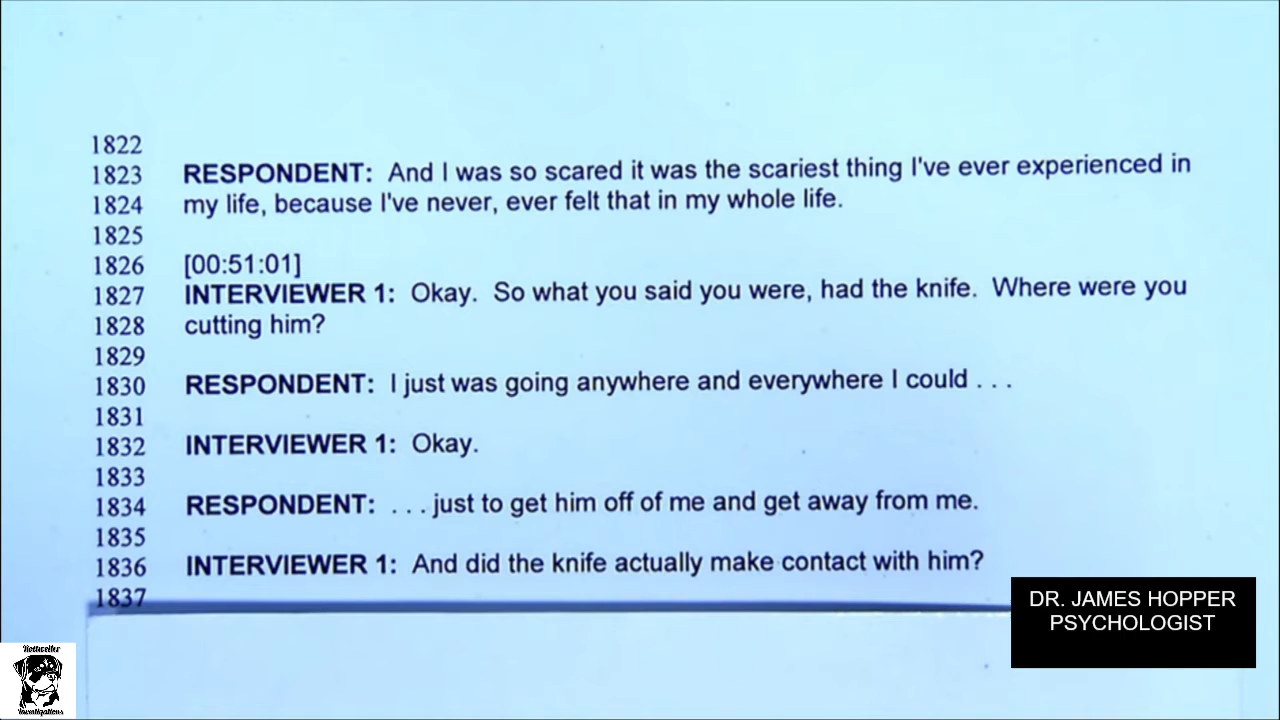 1822
1823 RESPONDENT: And I was so scared it was the scariest thing I've ever experienced in
1824 my life, because I've never, ever felt that in my whole life.
1825
1826 [00:51:01]
1827 INTERVIEWER 1: Okay. So what you said you were, had the knife. Where were you
1828 cutting him?
1829
1830 RESPONDENT: I just was going anywhere and everywhere I could . . .
1831
1832 INTERVIEWER 1: Okay.
1833
1834 RESPONDENT: . . . just to get him off of me and get away from me.
1835
1836 INTERVIEWER 1: And did the knife actually make contact with him?
1837
DR. JAMES HOPPER
PSYCHOLOGIST
Rottweiler
Investigations